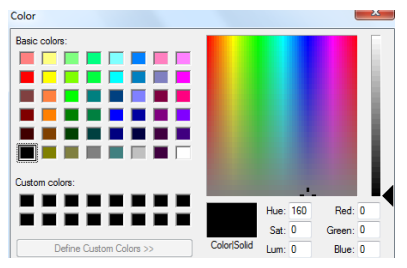 Color
Basic colors:
Custom colors:
Define Custom Colors >>
Color|Solid
Hue: 160
Sat: 0
Lum: 0
Red: 0
Green: 0
Blue: 0